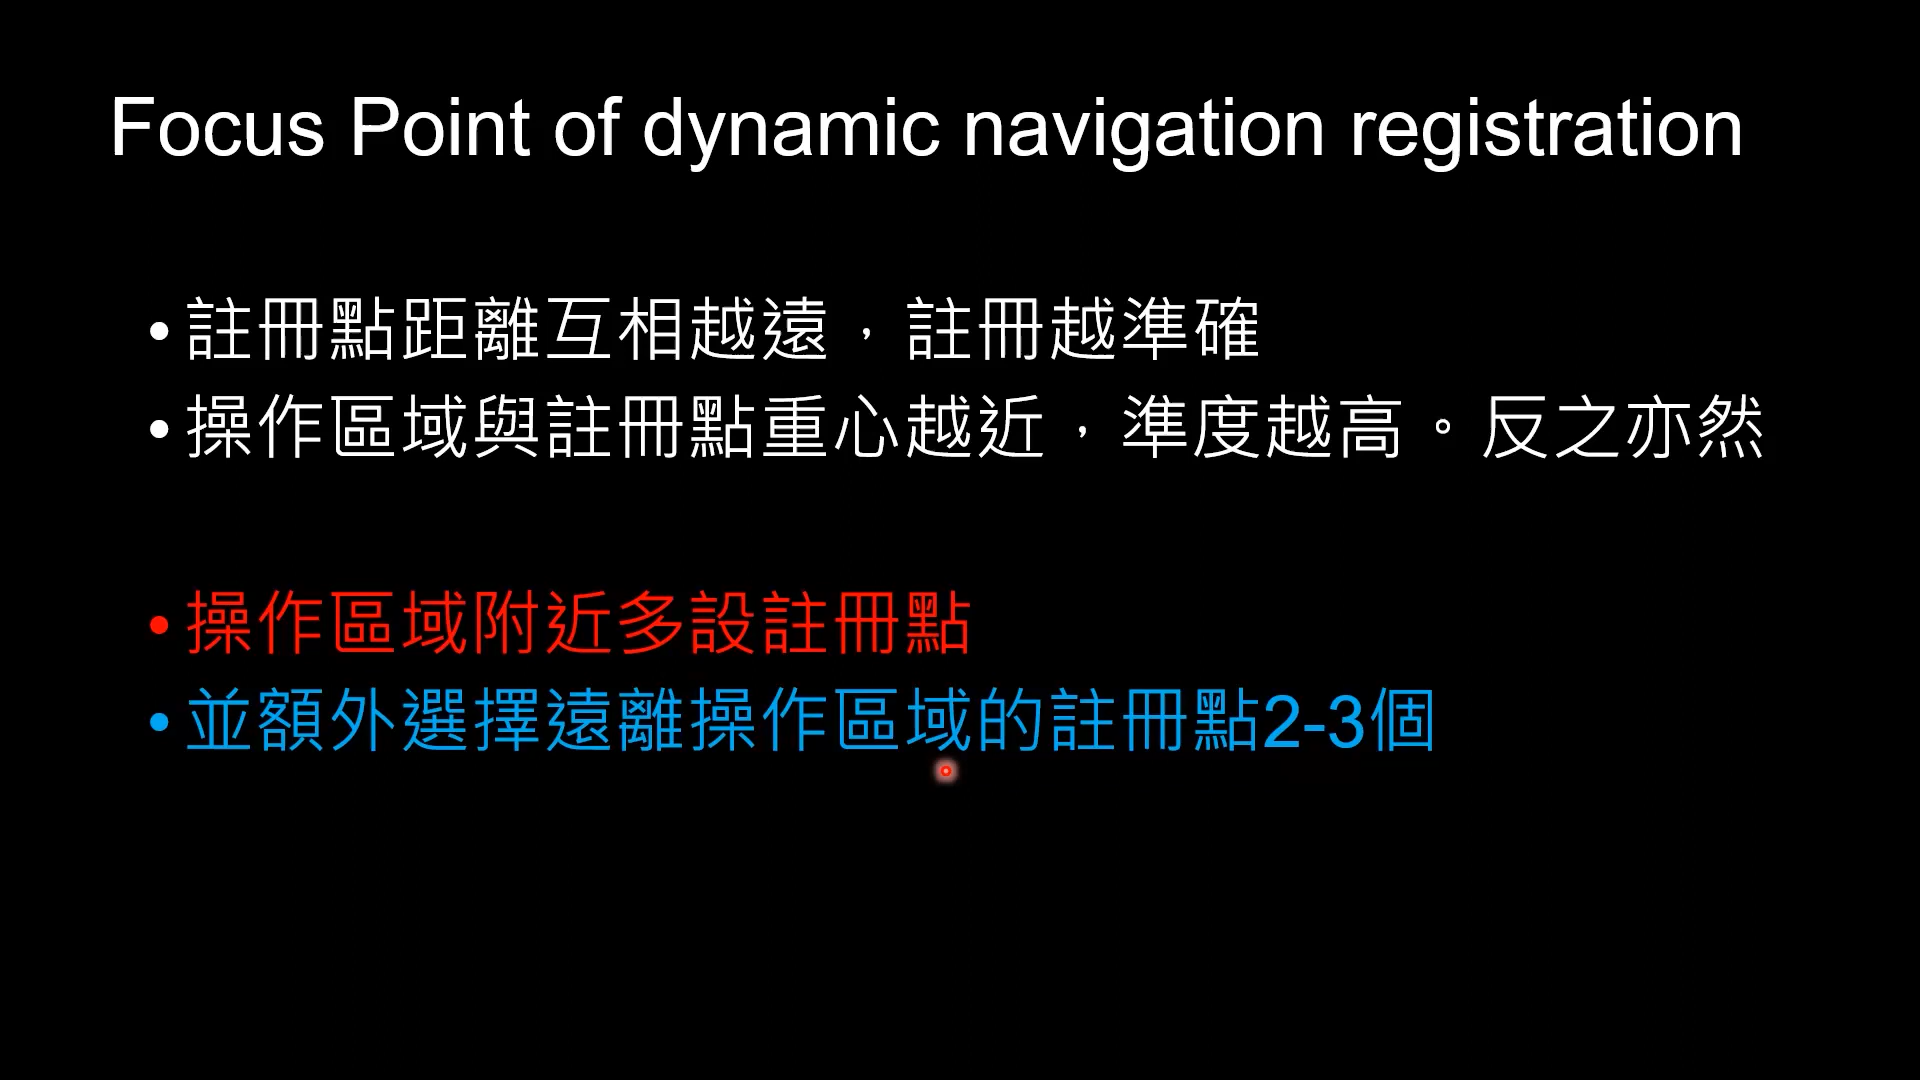 Focus Point of dynamic navigation registration
• 註冊點距離互相越遠，註冊越準確
• 操作區域與註冊點重心越近，準度越高。反之亦然
• 操作區域附近多設註冊點
• 並額外選擇遠離操作區域的註冊點2-3個